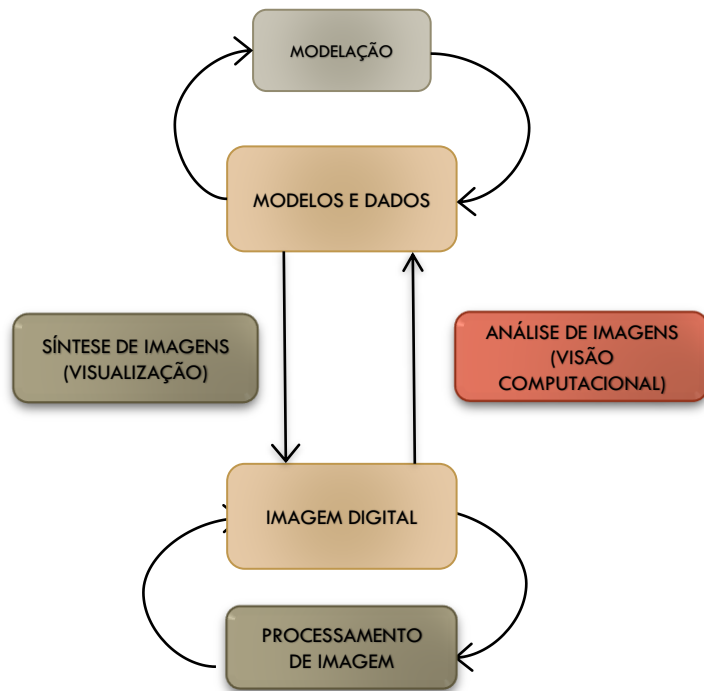 MODELAÇÃO
MODELOS E DADOS
SÍNTESE DE IMAGENS
(VISUALIZAÇÃO)
ANÁLISE DE IMAGENS
(VISÃO
COMPUTACIONAL)
IMAGEM DIGITAL
PROCESSAMENTO
DE IMAGEM